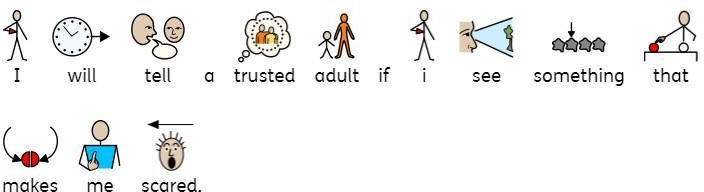 I will tell a trusted adult if i see something that
makes me scared.